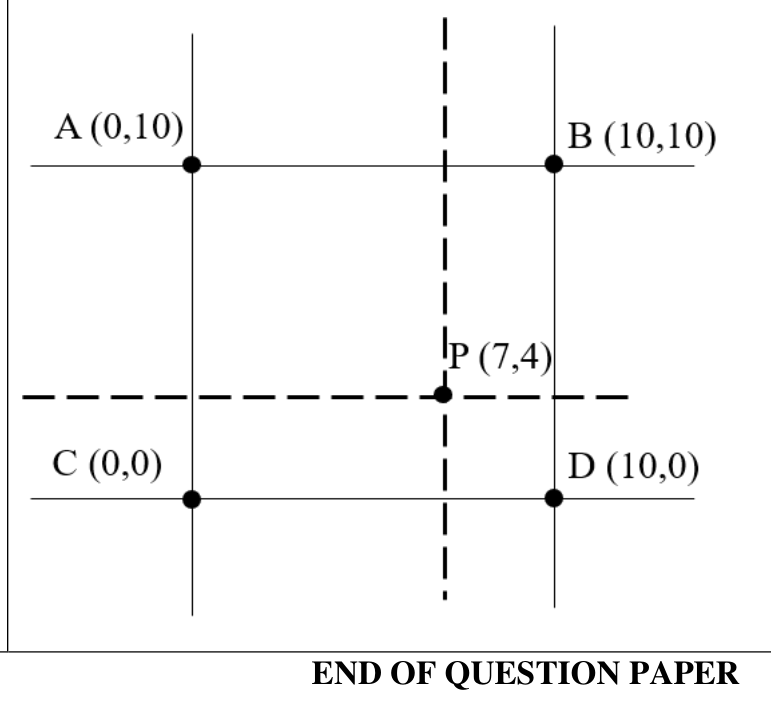 A (0,10)
B (10,10)
P (7,4)
C (0,0)
D (10,0)
END OF QUESTION PAPER